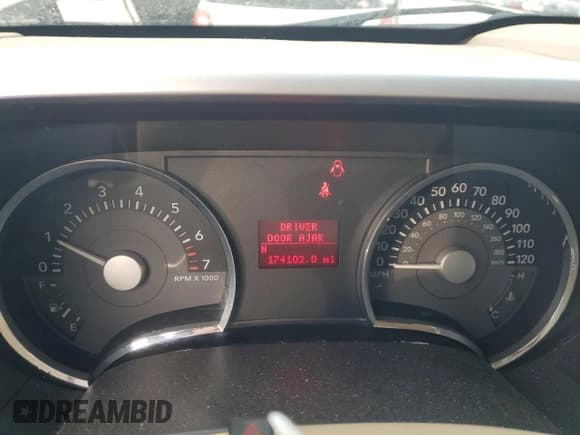 0 1 2 3 4 5 6 7
RPM X 1000
F
E
DRIVER
DOOR AJAR
N
174103.0 mi
0 10 20 30 40 50 60 70 80 90 100 110 120
MPH
H
C
DREAMBID